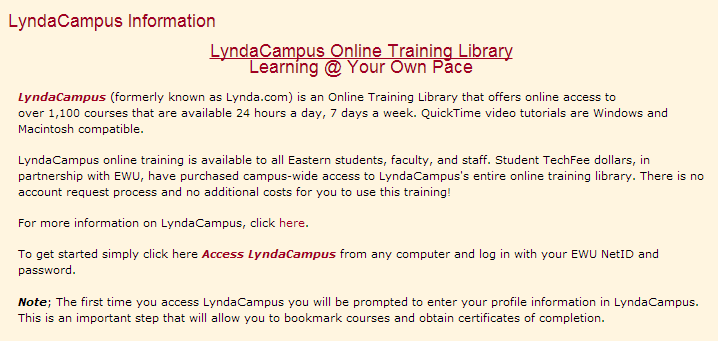 LyndaCampus Information
LyndaCampus Online Training Library
Learning @ Your Own Pace
LyndaCampus (formerly known as Lynda.com) is an Online Training Library that offers online access to
over 1,100 courses that are available 24 hours a day, 7 days a week. QuickTime video tutorials are Windows and
Macintosh compatible.
LyndaCampus online training is available to all Eastern students, faculty, and staff. Student TechFee dollars, in
partnership with EWU, have purchased campus-wide access to LyndaCampus's entire online training library. There is no
account request process and no additional costs for you to use this training!
For more information on LyndaCampus, click here.
To get started simply click here Access LyndaCampus from any computer and log in with your EWU NetID and
password.
Note; The first time you access LyndaCampus you will be prompted to enter your profile information in LyndaCampus.
This is an important step that will allow you to bookmark courses and obtain certificates of completion.